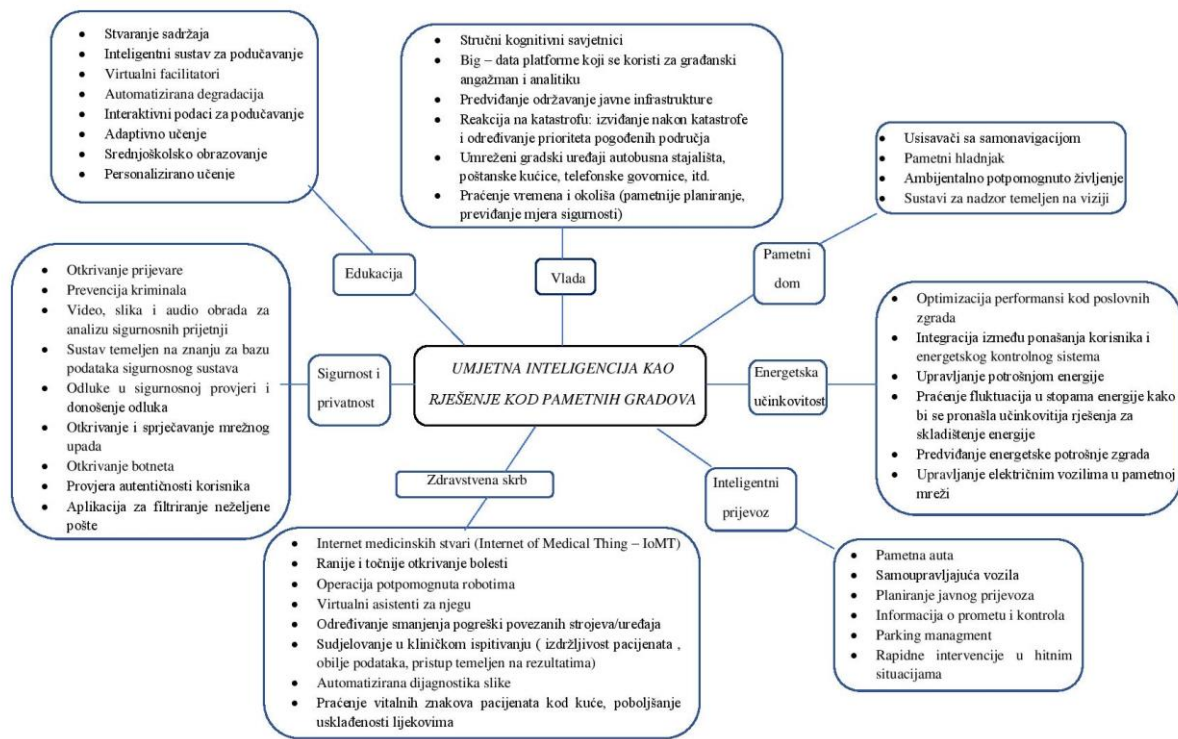 Stvaranje sadržaja
Inteligentni sustav za podučavanje
Virtualni facilitatori
Automatizirana degradacija
Interaktivni podaci za podučavanje
Adaptivno učenje
Srednjoškolsko obrazovanje
Personalizirano učenje
Edukacija
Stručni kognitivni savjetnici
Big – data platforme koji se koristi za građanski
angažman i analitiku
Predviđanje održavanje javne infrastrukture
Reakcija na katastrofu: izviđanje nakon katastrofe
i određivanje prioriteta pogođenih područja
Umreženi gradski uređaji autobusna stajališta,
poštanske kućice, telefonske govornice, itd.
Praćenje vremena i okoliša (pametnije planiranje,
previđanje mjera sigurnosti)
Vlada
Usisavači sa samonavigacijom
Pametni hladnjak
Ambijentalno potpomognuto življenje
Sustavi za nadzor temeljen na viziji
Pametni
dom
Otkrivanje prijevare
Prevencija kriminala
Video, slika i audio obrada za
analizu sigurnosnih prijetnji
Sustav temeljen na znanju za bazu
podataka sigurnosnog sustava
Odluke u sigurnosnoj provjeri i
donošenje odluka
Otkrivanje i sprječavanje mrežnog
upada
Otkrivanje botneta
Provjera autentičnosti korisnika
Aplikacija za filtriranje neželjene
pošte
Sigurnost i
privatnost
UMJETNA INTELIGENCIJA KAO
RJEŠENJE KOD PAMETNIH GRADOVA
Energetska
učinkovitost
Optimizacija performansi kod poslovnih
zgrada
Integracija između ponašanja korisnika i
energetskog kontrolnog sistema
Upravljanje potrošnjom energije
Praćenje fluktuacija u stopama energije kako
bi se pronašla učinkovitija rješenja za
skladištenje energije
Predviđanje energetske potrošnje zgrada
Upravljanje električnim vozilima u pametnoj
mreži
Zdravstvena skrb
Internet medicinskih stvari (Internet of Medical Thing – IoMT)
Ranije i točnije otkrivanje bolesti
Operacija potpomognuta robotima
Virtualni asistenti za njegu
Određivanje smanjenja pogreški povezanih strojeva/uređaja
Sudjelovanje u kliničkom ispitivanju ( izdržljivost pacijenata ,
obilje podataka, pristup temeljen na rezultatima)
Automatizirana dijagnostika slike
Praćenje vitalnih znakova pacijenata kod kuće, poboljšanje
usklađenosti lijekovima
Inteligentni
prijevoz
Pametna auta
Samoupravljajuća vozila
Planiranje javnog prijevoza
Informacija o prometu i kontrola
Parking managment
Rapidne intervencije u hitnim
situacijama